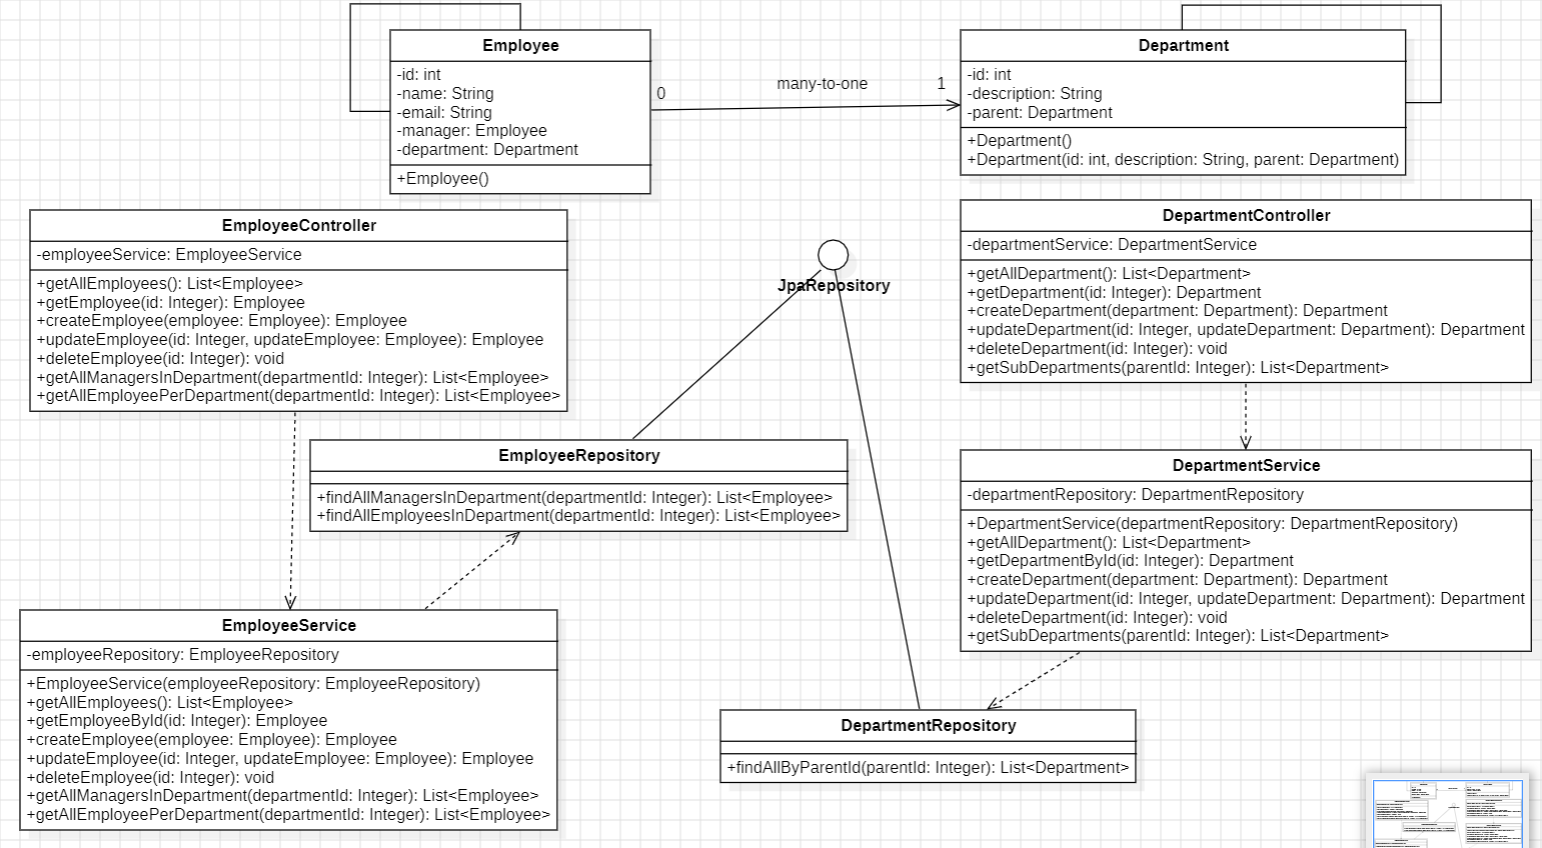 Employee
-id: int
-name: String
-email: String
-manager: Employee
-department: Department
+Employee()
0
many-to-one
1
Department
-id: int
-description: String
-parent: Department
+Department()
+Department(id: int, description: String, parent: Department)
EmployeeController
-employeeService: EmployeeService
+getAllEmployees(): List<Employee>
+getEmployee(id: Integer): Employee
+createEmployee(employee: Employee): Employee
+updateEmployee(id: Integer, updateEmployee: Employee): Employee
+deleteEmployee(id: Integer): void
+getAllManagersInDepartment(departmentId: Integer): List<Employee>
+getAllEmployeePerDepartment(departmentId: Integer): List<Employee>
JpaRepository
DepartmentController
-departmentService: DepartmentService
+getAllDepartment(): List<Department>
+getDepartment(id: Integer): Department
+createDepartment(department: Department): Department
+updateDepartment(id: Integer, updateDepartment: Department): Department
+deleteDepartment(id: Integer): void
+getSubDepartments(parentId: Integer): List<Department>
EmployeeRepository
+findAllManagersInDepartment(departmentId: Integer): List<Employee>
+findAllEmployeesInDepartment(departmentId: Integer): List<Employee>
DepartmentService
-departmentRepository: DepartmentRepository
+DepartmentService(departmentRepository: DepartmentRepository)
+getAllDepartment(): List<Department>
+getDepartmentById(id: Integer): Department
+createDepartment(department: Department): Department
+updateDepartment(id: Integer, updateDepartment: Department): Department
+deleteDepartment(id: Integer): void
+getSubDepartments(parentId: Integer): List<Department>
EmployeeService
-employeeRepository: EmployeeRepository
+EmployeeService(employeeRepository: EmployeeRepository)
+getAllEmployees(): List<Employee>
+getEmployeeById(id: Integer): Employee
+createEmployee(employee: Employee): Employee
+updateEmployee(id: Integer, updateEmployee: Employee): Employee
+deleteEmployee(id: Integer): void
+getAllManagersInDepartment(departmentId: Integer): List<Employee>
+getAllEmployeePerDepartment(departmentId: Integer): List<Employee>
DepartmentRepository
+findAllByParentId(parentId: Integer): List<Department>